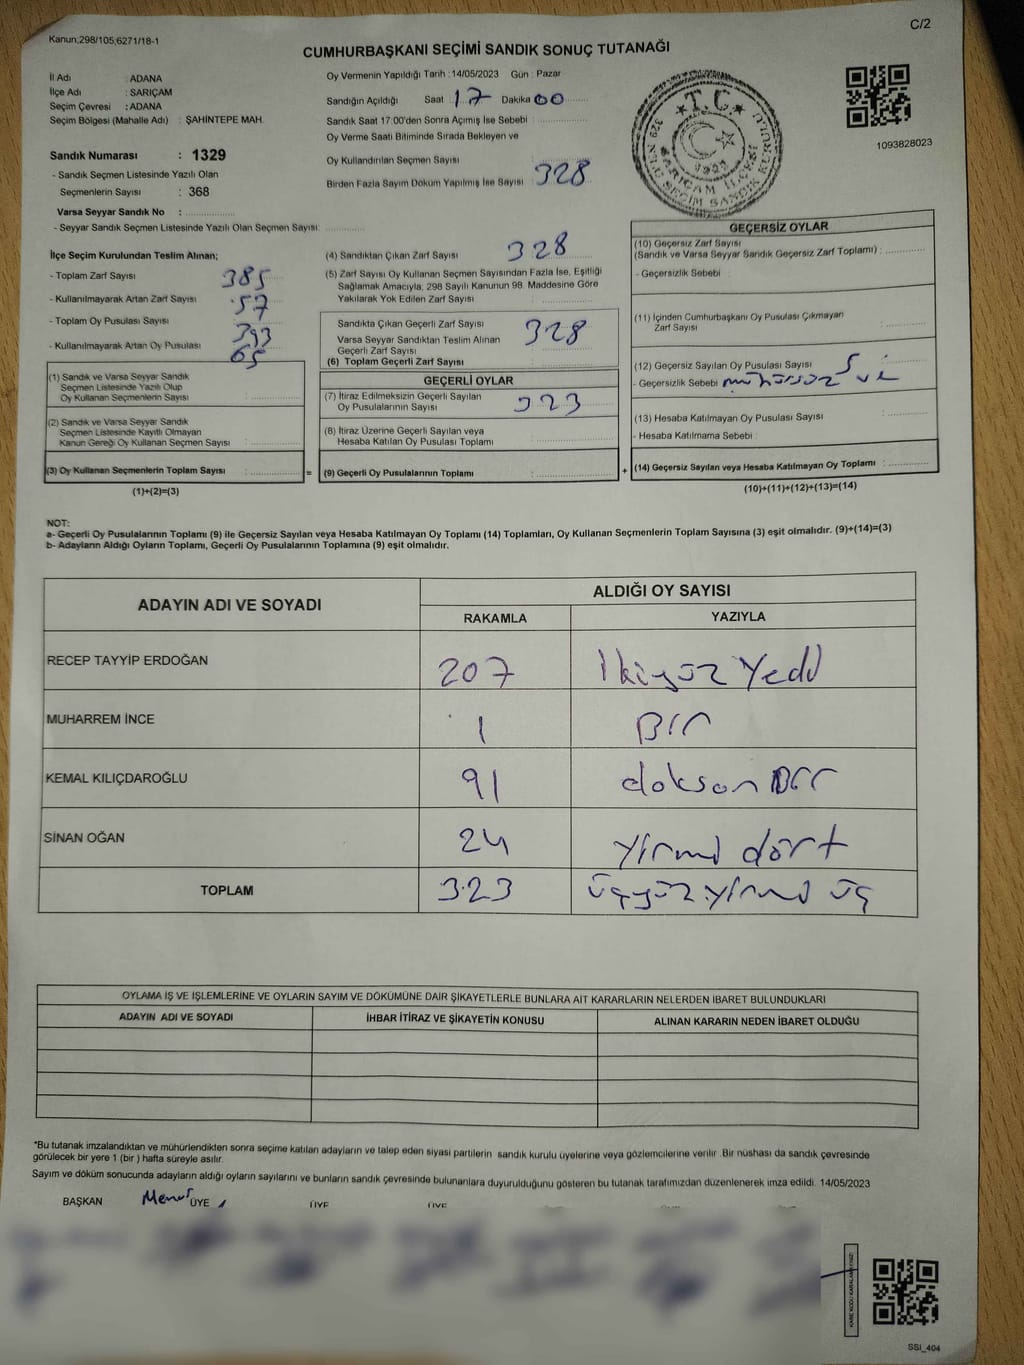 Kanun;298/105;6271/18-1
C/2
CUMHURBAŞKANI SEÇİMİ SANDIK SONUÇ TUTANAĞI
İl Adı : ADANA
İlçe Adı : SARIÇAM
Seçim Çevresi : ADANA
Seçim Bölgesi (Mahalle Adı) : ŞAHİNTEPE MAH.
Sandık Numarası : 1329
- Sandık Seçmen Listesinde Yazılı Olan
Seçmenlerin Sayısı : 368
Varsa Seyyar Sandık No :
- Seyyar Sandık Seçmen Listesinde Yazılı Olan Seçmen Sayısı:
Oy Vermenin Yapıldığı Tarih : 14/05/2023 Gün : Pazar
Sandığın Açıldığı Saat 17 Dakika 00
Sandık Saat 17:00'den Sonra Açımış İse Sebebi :
Oy Verme Saati Bitiminde Sırada Bekleyen ve
Oy Kullandırılan Seçmen Sayısı :
Birden Fazla Sayım Döküm Yapılmış İse Sayısı : 328
T.C.
SARIÇAM İLÇESİ
1329 NOLU SEÇİM SANDIK KURULU
1093828023
İlçe Seçim Kurulundan Teslim Alınan;
- Toplam Zarf Sayısı : 385
- Kullanılmayarak Artan Zarf Sayısı : 57
- Toplam Oy Pusulası Sayısı : 393
- Kullanılmayarak Artan Oy Pusulası : 65
(1) Sandık ve Varsa Seyyar Sandık
Seçmen Listesinde Yazılı Olup
Oy Kullanan Seçmenlerin Sayısı :
(2) Sandık ve Varsa Seyyar Sandık
Seçmen Listesinde Kayıtlı Olmayan
Kanun Gereği Oy Kullanan Seçmen Sayısı :
(3) Oy Kullanan Seçmenlerin Toplam Sayısı :
(1)+(2)=(3)
(4) Sandıktan Çıkan Zarf Sayısı : 328
(5) Zarf Sayısı Oy Kullanan Seçmen Sayısından Fazla İse, Eşitliği
Sağlamak Amacıyla; 298 Sayılı Kanunun 98. Maddesine Göre
Yakılarak Yok Edilen Zarf Sayısı :
Sandıkta Çıkan Geçerli Zarf Sayısı
Varsa Seyyar Sandıktan Teslim Alınan
Geçerli Zarf Sayısı
(6) Toplam Geçerli Zarf Sayısı : 328
GEÇERLİ OYLAR
(7) İtiraz Edilmeksizin Geçerli Sayılan
Oy Pusulalarının Sayısı : 323
(8) İtiraz Üzerine Geçerli Sayılan veya
Hesaba Katılan Oy Pusulası Toplamı :
= (9) Geçerli Oy Pusulalarının Toplamı :
GEÇERSİZ OYLAR
(10) Geçersiz Zarf Sayısı
(Sandık ve Varsa Seyyar Sandık Geçersiz Zarf Toplamı) :
- Geçersizlik Sebebi :
(11) İçinden Cumhurbaşkanı Oy Pusulası Çıkmayan
Zarf Sayısı :
(12) Geçersiz Sayılan Oy Pusulası Sayısı : 5
- Geçersizlik Sebebi mühürsüz ve
(13) Hesaba Katılmayan Oy Pusulası Sayısı :
- Hesaba Katılmama Sebebi :
+ (14) Geçersiz Sayılan veya Hesaba Katılmayan Oy Toplamı :
(10)+(11)+(12)+(13)=(14)
NOT:
a- Geçerli Oy Pusulalarının Toplamı (9) ile Geçersiz Sayılan veya Hesaba Katılmayan Oy Toplamı (14) Toplamları, Oy Kullanan Seçmenlerin Toplam Sayısına (3) eşit olmalıdır. (9)+(14)=(3)
b- Adayların Aldığı Oyların Toplamı, Geçerli Oy Pusulalarının Toplamına (9) eşit olmalıdır.
ADAYIN ADI VE SOYADI
ALDIĞI OY SAYISI
RAKAMLA YAZIYLA
RECEP TAYYİP ERDOĞAN 207 İkiyüz Yedi
MUHARREM İNCE 1 Bir
KEMAL KILIÇDAROĞLU 91 doksan Bir
SİNAN OĞAN 24 yirmi dört
TOPLAM 323 üçyüz yirmi üç
OYLAMA İŞ VE İŞLEMLERİNE VE OYLARIN SAYIM VE DÖKÜMÜNE DAİR ŞİKAYETLERLE BUNLARA AİT KARARLARIN NELERDEN İBARET BULUNDUKLARI
ADAYIN ADI VE SOYADI İHBAR İTİRAZ VE ŞİKAYETİN KONUSU ALINAN KARARIN NEDEN İBARET OLDUĞU
*Bu tutanak imzalandıktan ve mühürlendikten sonra seçime katılan adayların ve talep eden siyasi partilerin sandık kurulu üyelerine veya gözlemcilerine verilir. Bir nüshası da sandık çevresinde
görülecek bir yere 1 (bir ) hafta süreyle asılır.
Sayım ve döküm sonucunda adayların aldığı oyların sayılarını ve bunların sandık çevresinde bulunanlara duyurulduğunu gösteren bu tutanak tarafımızdan düzenlenerek imza edildi. 14/05/2023
BAŞKAN ÜYE ÜYE ÜYE
SSI_404